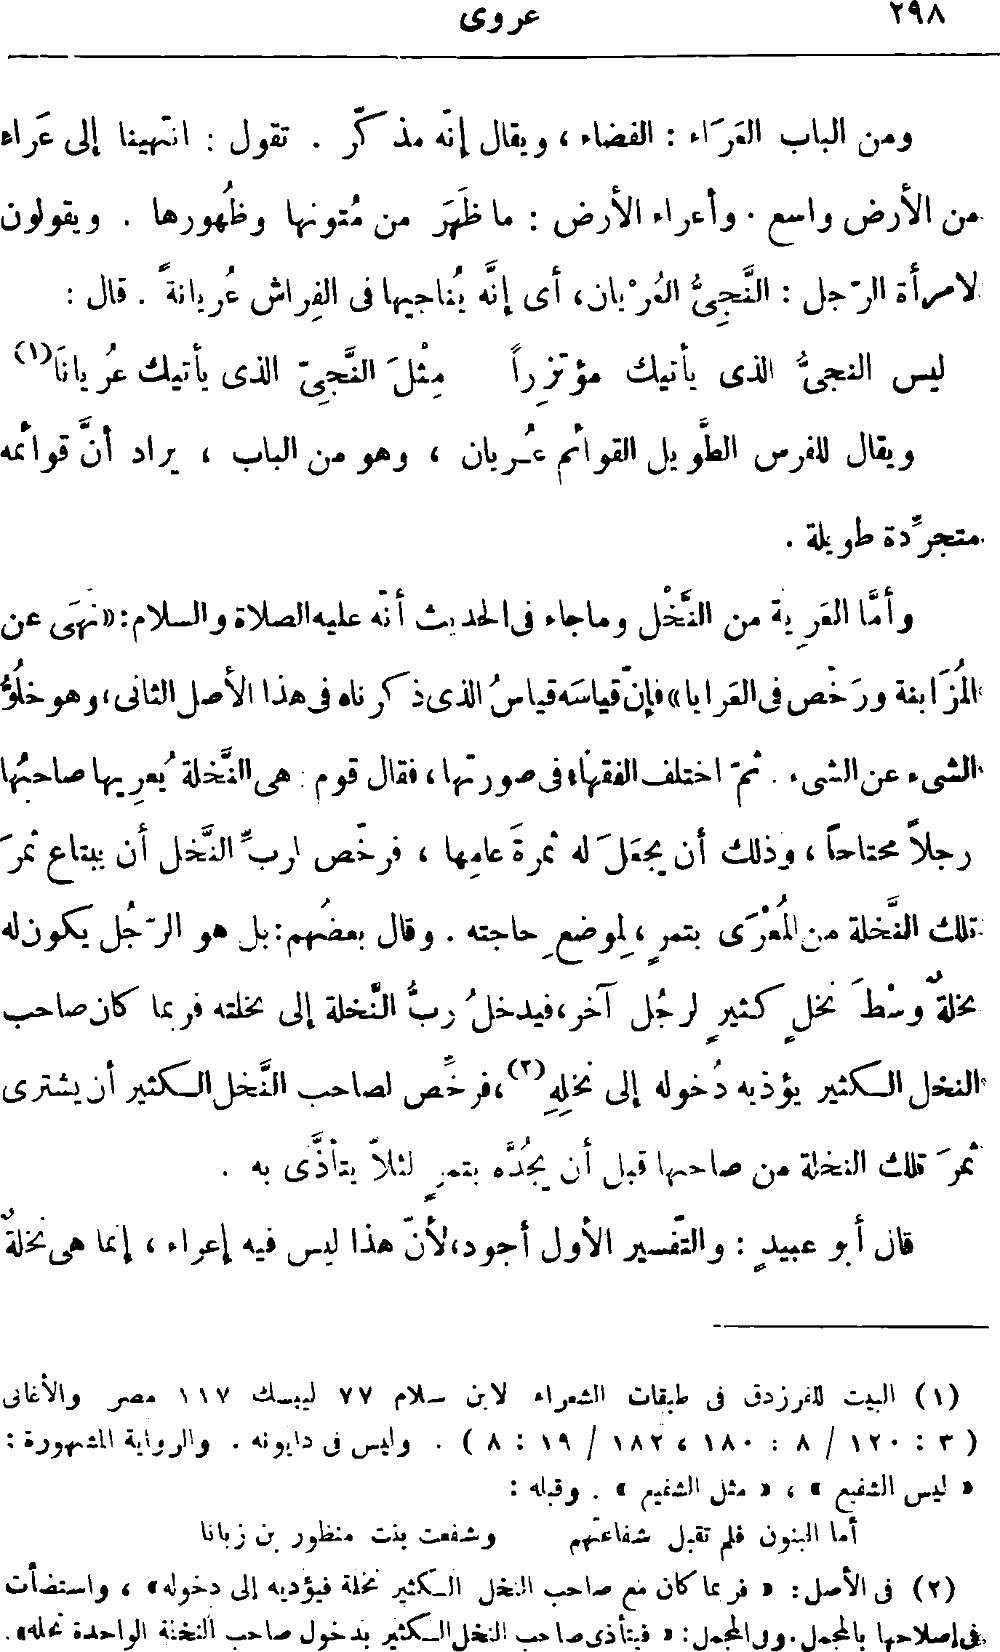 ٢٩٨
عروى
ومن الباب العَرَاء : الفضاء ، ويقال إنّه مذكّر . تقول : انتهينا إلى عَراء
من الأرض واسع . وأعراء الأرض : ما ظهَرَ من مُتونها وظُهورها . ويقولون
لامرأة الرّجل : النَّجِىُّ العُرْيان، أى إنَّه يُناجيها فى الفِراش عُريانةً . قال :
ليس النجىُّ الذى يأتيك مؤتزِراً مِثْلَ النَّجِىّ الذى يأتيك عُريانَا(١)
ويقال للفرس الطَّويل القوائم عُريان ، وهو من الباب ، يراد أنَّ قوائمه
متجرِّدة طويلة .
وأمَّا العَرِية من النَّخْل وماجاء فى الحديث أنّه عليه الصلاة والسلام: «نَهَى عن
المُزَابنة ورَخّص فى العَرايا» فإنّ قياسَه قياسُ الذى ذكرناه فى هذا الأصل الثانى، وهو خلُوُّ
الشىء عن الشىء . ثمّ اختلف الفقهاء فى صورتها ، فقال قوم : هى النَّخلة يُعرِيها صاحبُها
رجلاً محتاجاً ، وذلك أن يجعَلَ له ثمرةَ عامِها ، فرخّص لربِّ النَّخل أن يبتاع ثمرَ
تلك النَّخلة من المُعْرَى بتمرٍ ، لِموضعِ حاجته . وقال بعضُهم: بل هو الرّجُل يكون له
نخلةٌ وسْطَ نخلٍ كثيرٍ لرجُل آخر، فيدخلُ ربُّ النَّخلة إلى نخلته فربما كان صاحب
النخل الكثير يؤذيه دُخوله إلى نخلِهِ(٢) ، فرخِّص لصاحب النَّخل الكثير أن يشترى
ثمرَ تلك النخلة من صاحبها قبل أن يجُدَّه بتمرٍ لئلاّ يتأذَّى به .
قال أبو عبيدٍ : والتّفسير الأول أجود، لأنّ هذا ليس فيه إعراء ، إنما هى نخلةٌ
(١) البيت للفرزدق فى طبقات الشعراء لابن سلام ٧٧ ليبسك ١١٧ مصر والأغانى
( ٣ : ١٢٠ / ٨ : ١٨٠ ، ١٨٢ / ١٩ : ٨ ) . وليس فى ديوانه . والرواية المشهورة :
« ليس الشفيع » ، « مثل الشفيع » . وقبله :
أما البنون فلم تقبل شفاعتهم وشفعت بنت منظور بن زبانا
(٢) فى الأصل : « فربما كان مع صاحب النخل الكثير نخلة فيؤديه إلى دخوله» ، واستضأت
فى إصلاحها بالمجمل. وفى المجمل : « فيتأذى صاحب النخل الكثير بدخول صاحب النخلة الواحدة نخله».